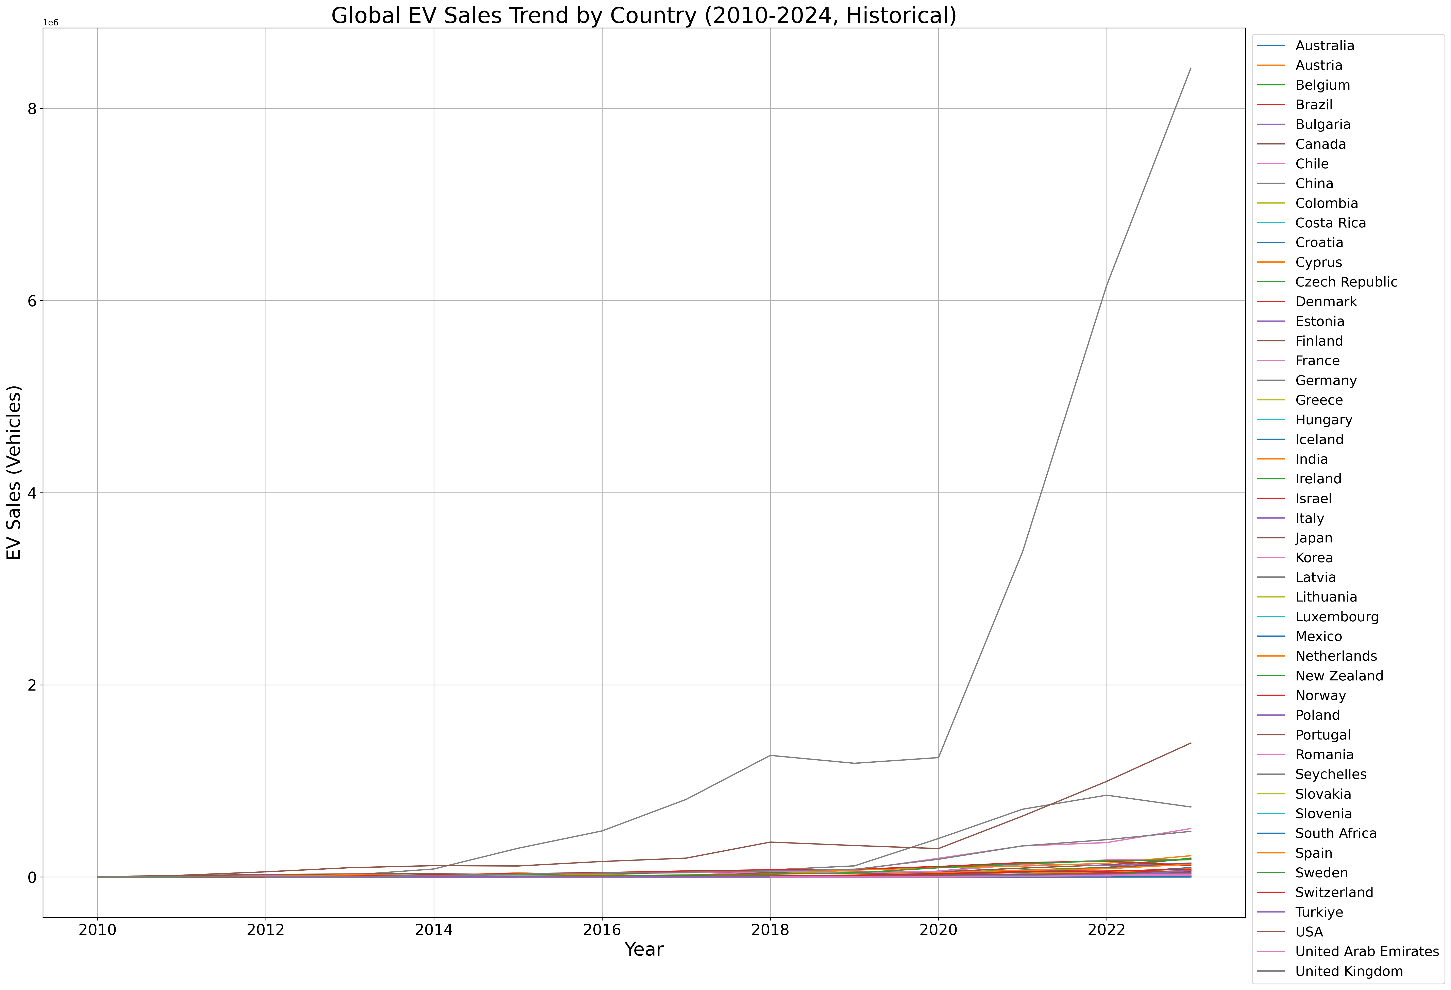 Global EV Sales Trend by Country (2010-2024, Historical)
1e6
8
6
4
2
0
EV Sales (Vehicles)
2010
2012
2014
2016
2018
2020
2022
Year
Australia
Austria
Belgium
Brazil
Bulgaria
Canada
Chile
China
Colombia
Costa Rica
Croatia
Cyprus
Czech Republic
Denmark
Estonia
Finland
France
Germany
Greece
Hungary
Iceland
India
Ireland
Israel
Italy
Japan
Korea
Latvia
Lithuania
Luxembourg
Mexico
Netherlands
New Zealand
Norway
Poland
Portugal
Romania
Seychelles
Slovakia
Slovenia
South Africa
Spain
Sweden
Switzerland
Turkiye
USA
United Arab Emirates
United Kingdom